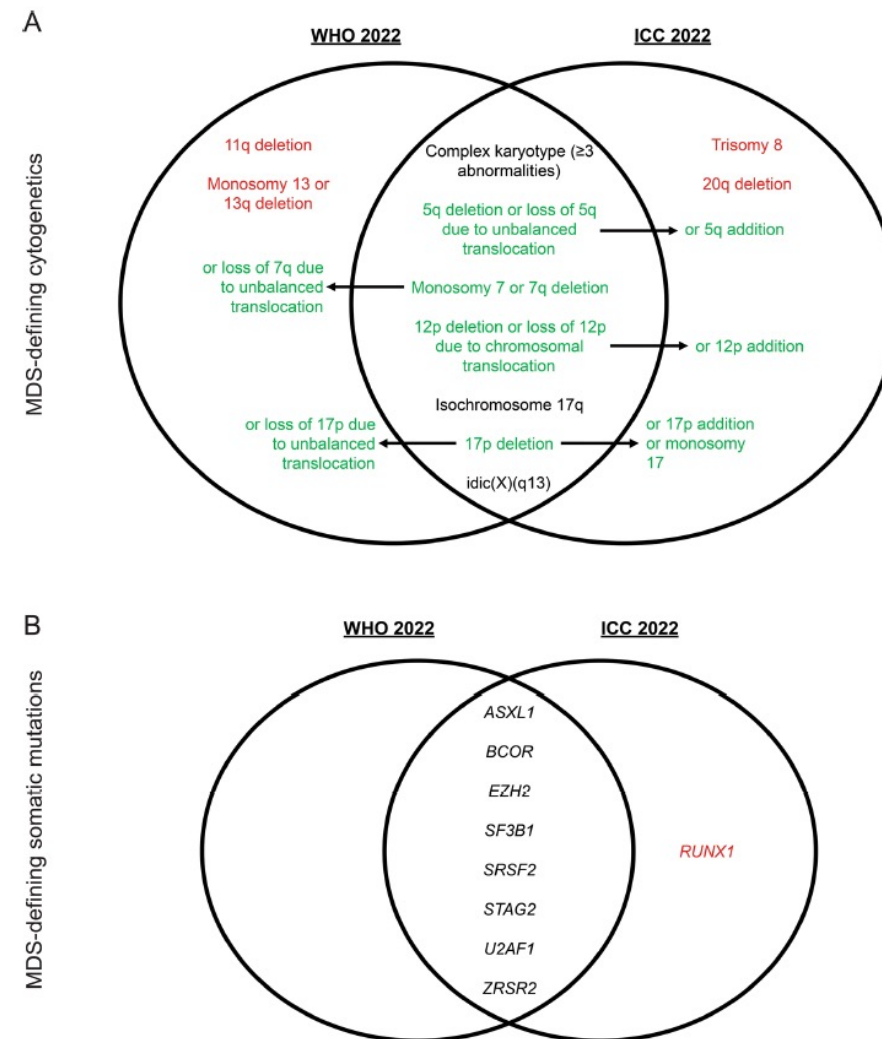 A
WHO 2022
ICC 2022
MDS-defining cytogenetics
11q deletion
Monosomy 13 or
13q deletion
or loss of 7q due
to unbalanced
translocation
or loss of 17p due
to unbalanced
translocation
Complex karyotype (≥3
abnormalities)
5q deletion or loss of 5q
due to unbalanced
translocation
Monosomy 7 or 7q deletion
12p deletion or loss of 12p
due to chromosomal
translocation
Isochromosome 17q
17p deletion
idic(X)(q13)
Trisomy 8
20q deletion
or 5q addition
or 12p addition
or 17p addition
or monosomy
17
B
WHO 2022
ICC 2022
MDS-defining somatic mutations
ASXL1
BCOR
EZH2
SF3B1
SRSF2
STAG2
U2AF1
ZRSR2
RUNX1